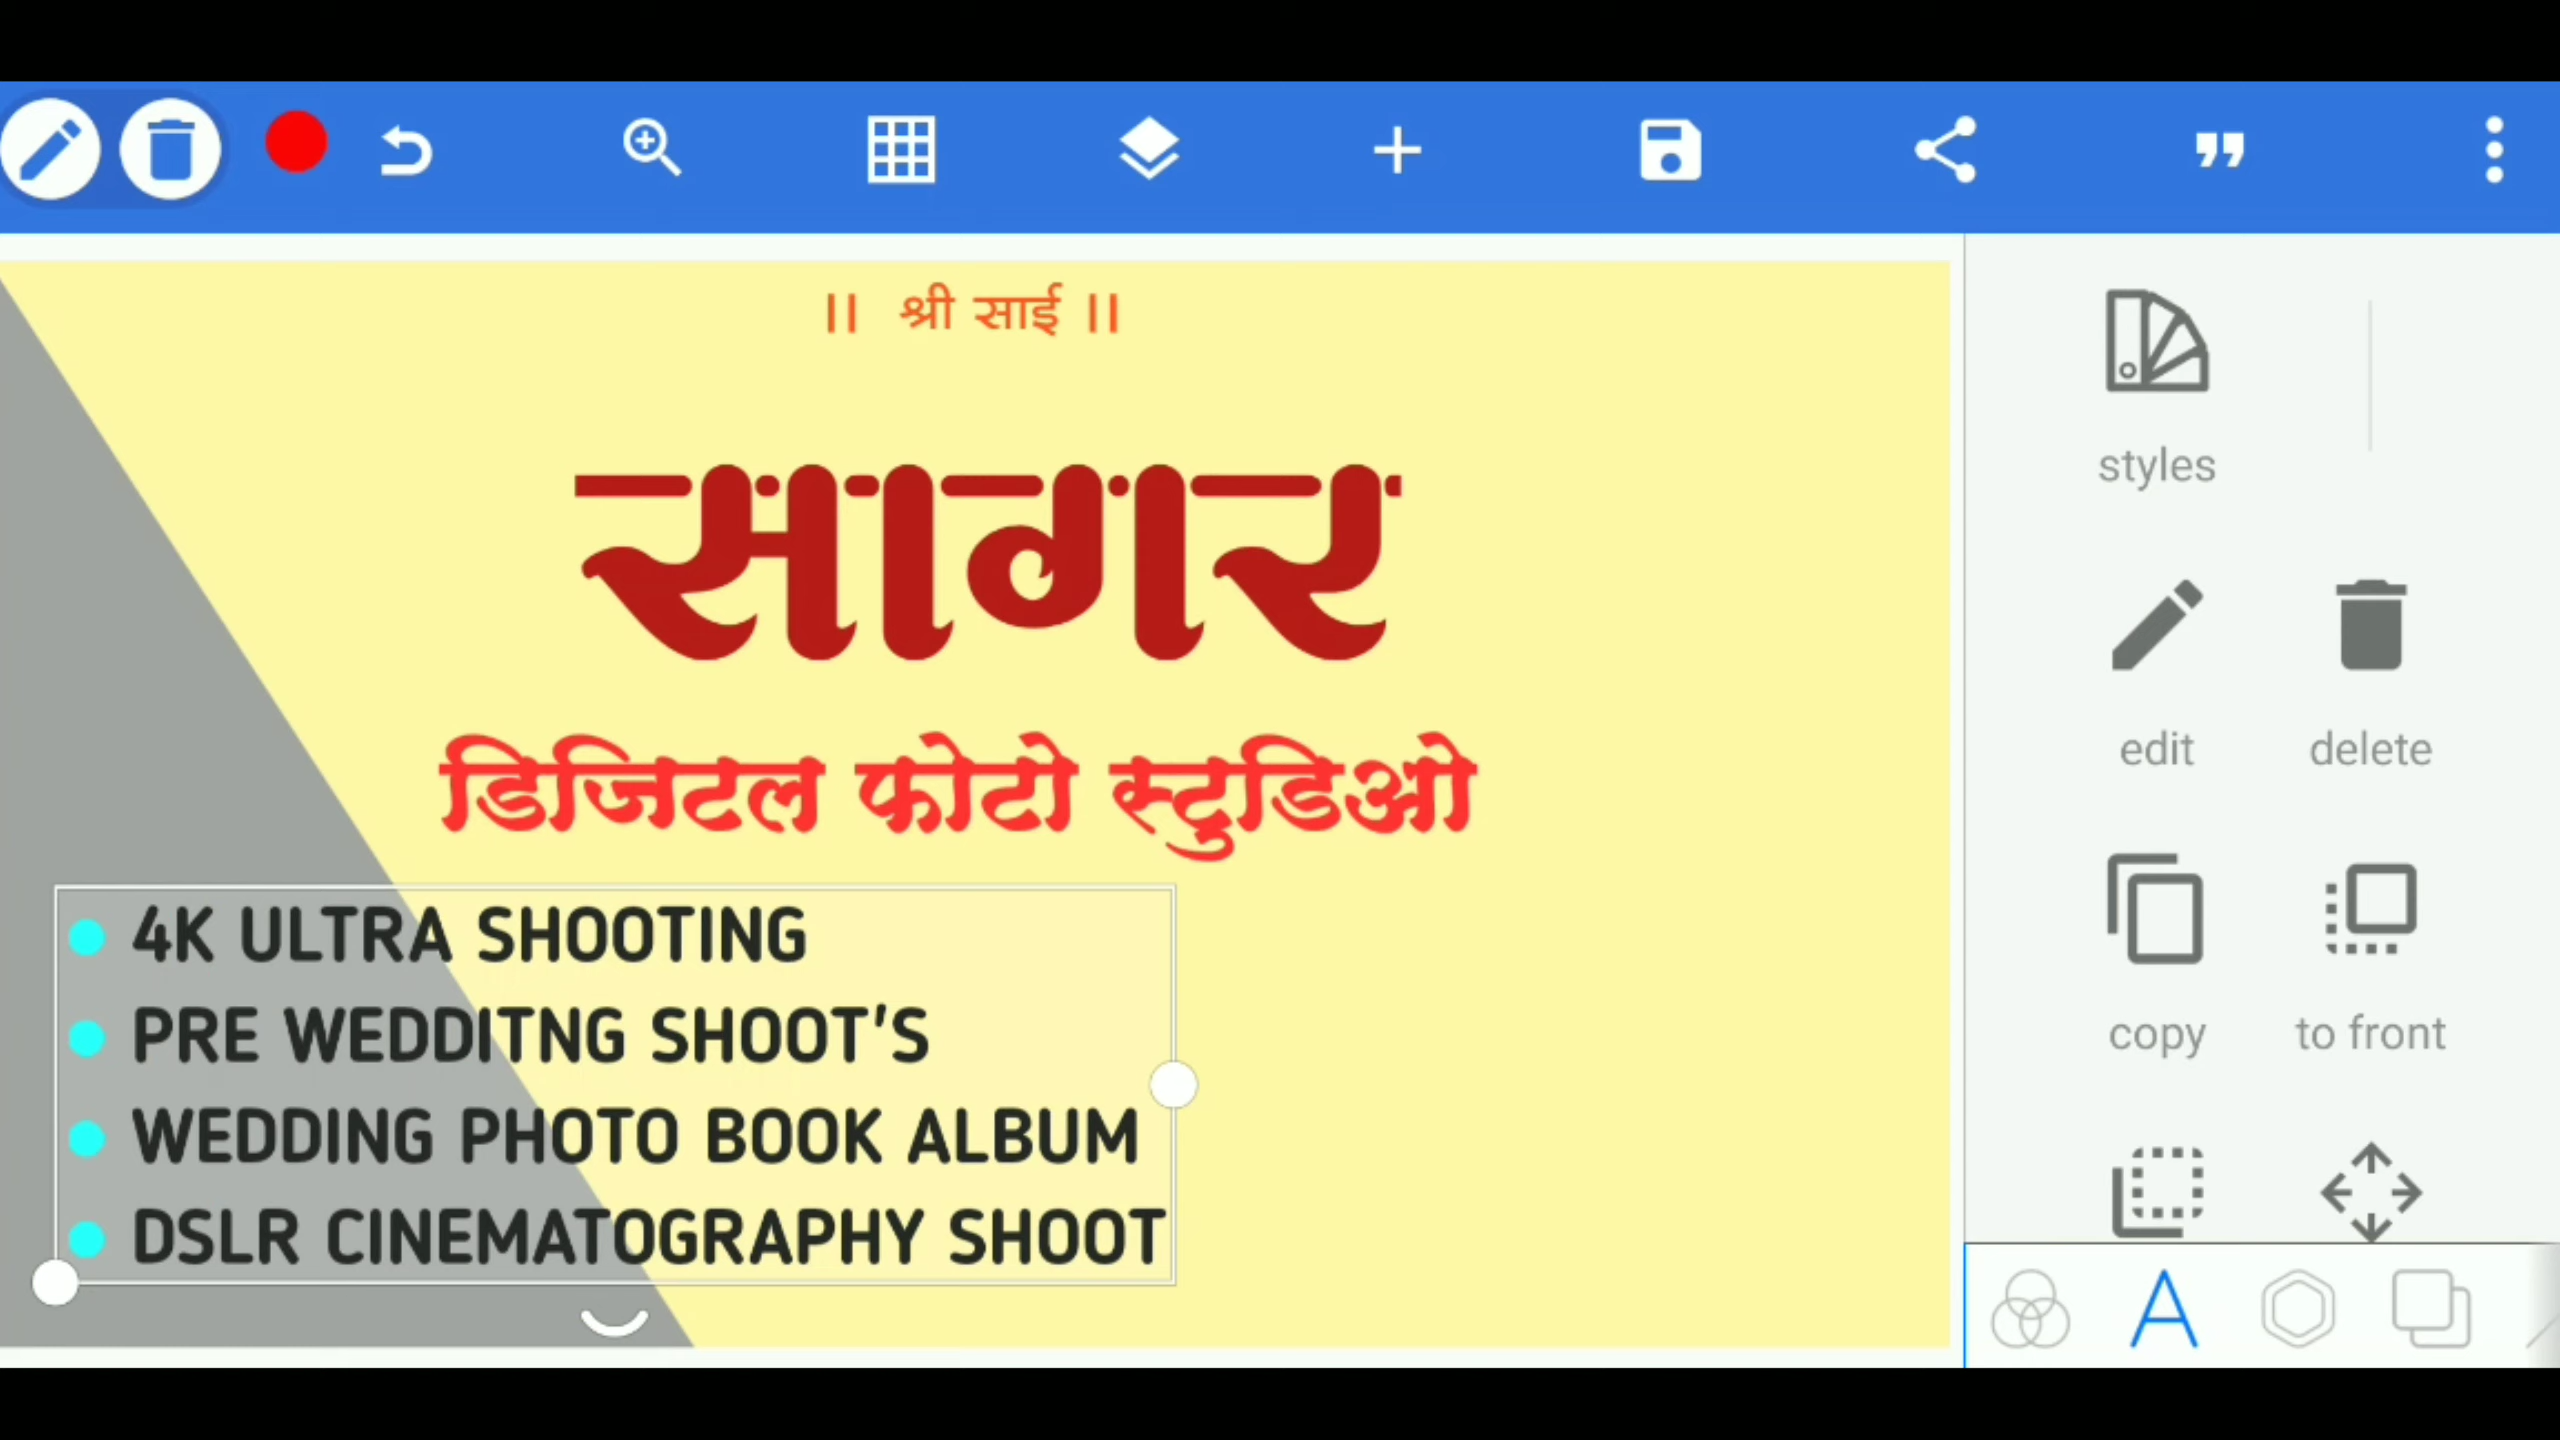 ॥ श्री साई ॥
सागर
डिजिटल फोटो स्टुडिओ
4K ULTRA SHOOTING
PRE WEDDITNG SHOOT'S
WEDDING PHOTO BOOK ALBUM
DSLR CINEMATOGRAPHY SHOOT
styles
edit
delete
copy
to front